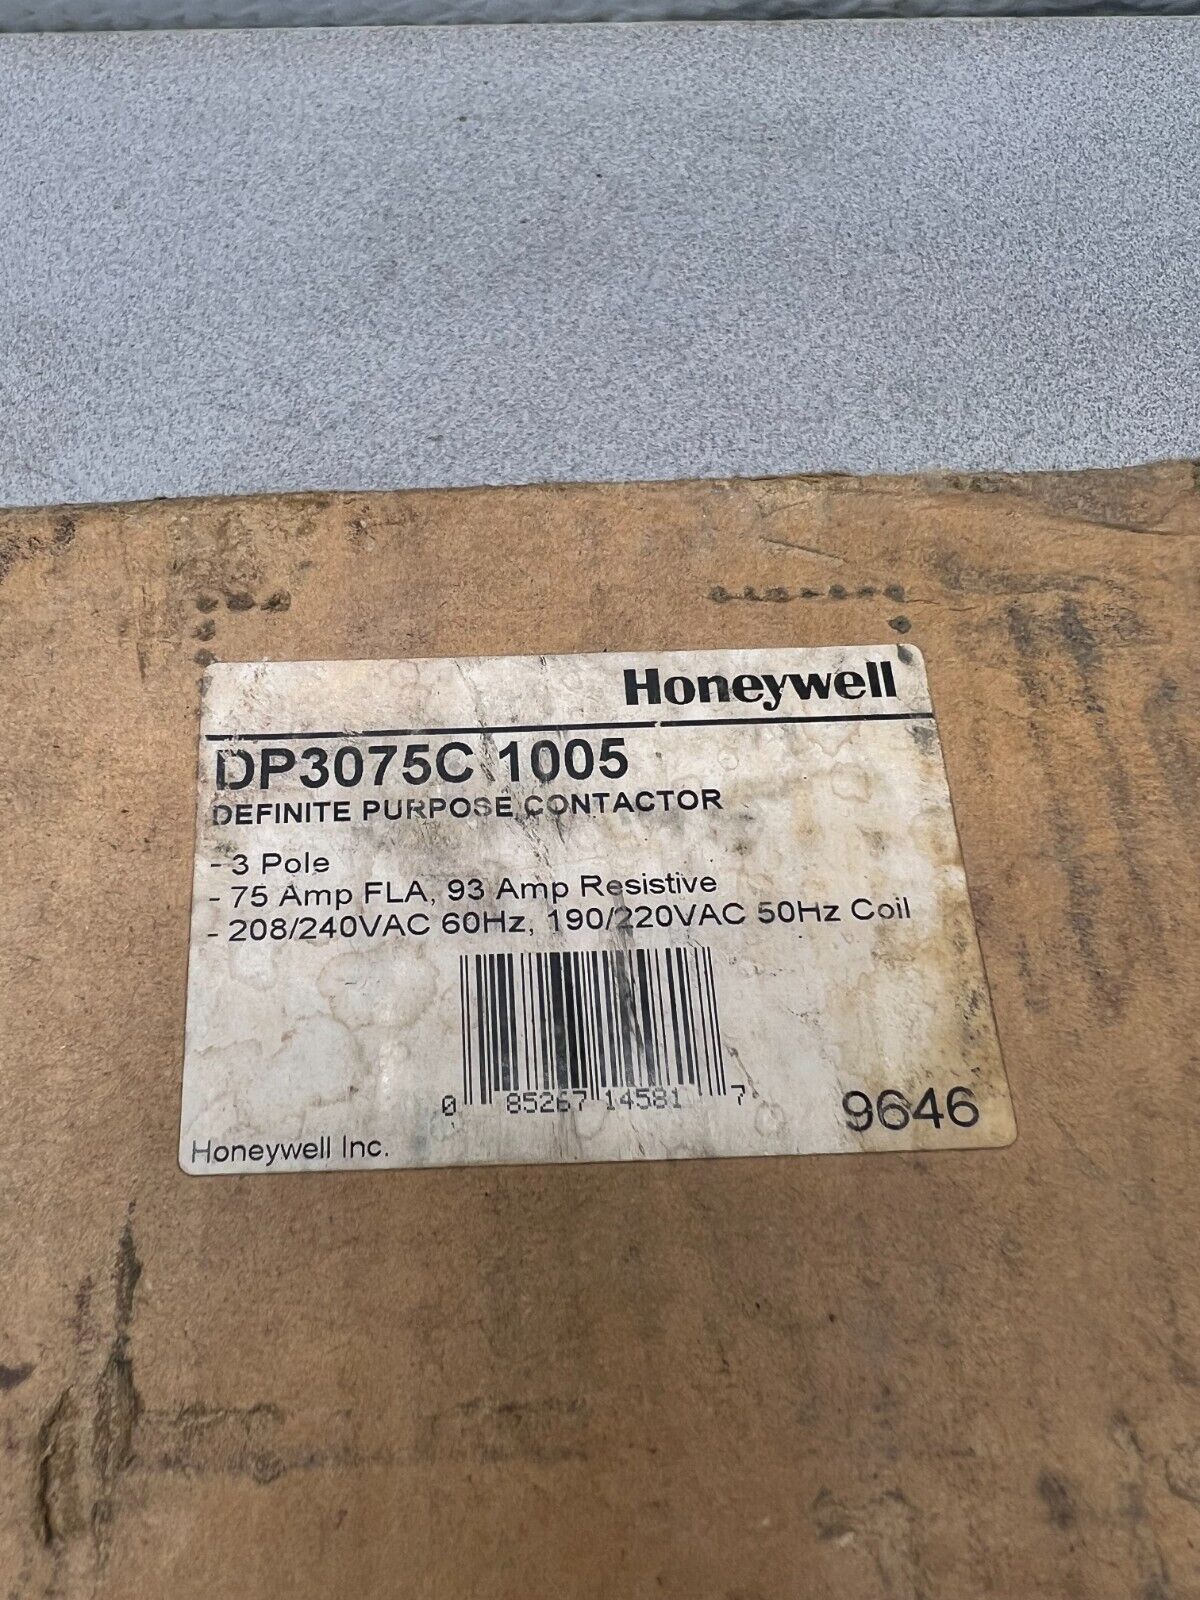 Honeywell
DP3075C 1005
DEFINITE PURPOSE CONTACTOR
- 3 Pole
- 75 Amp FLA, 93 Amp Resistive
- 208/240VAC 60Hz, 190/220VAC 50Hz Coil
0 85267 14581 7
9646
Honeywell Inc.